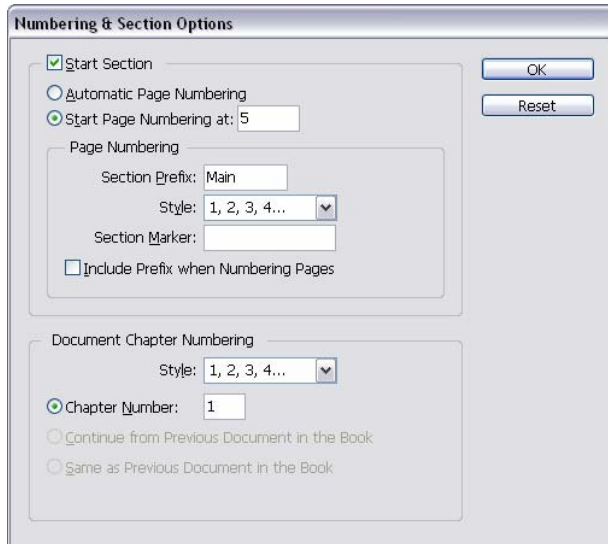 Numbering & Section Options
Start Section
Automatic Page Numbering
Start Page Numbering at: 5
Page Numbering
Section Prefix: Main
Style: 1, 2, 3, 4...
Section Marker:
Include Prefix when Numbering Pages
Document Chapter Numbering
Style: 1, 2, 3, 4...
Chapter Number: 1
Continue from Previous Document in the Book
Same as Previous Document in the Book
OK
Reset